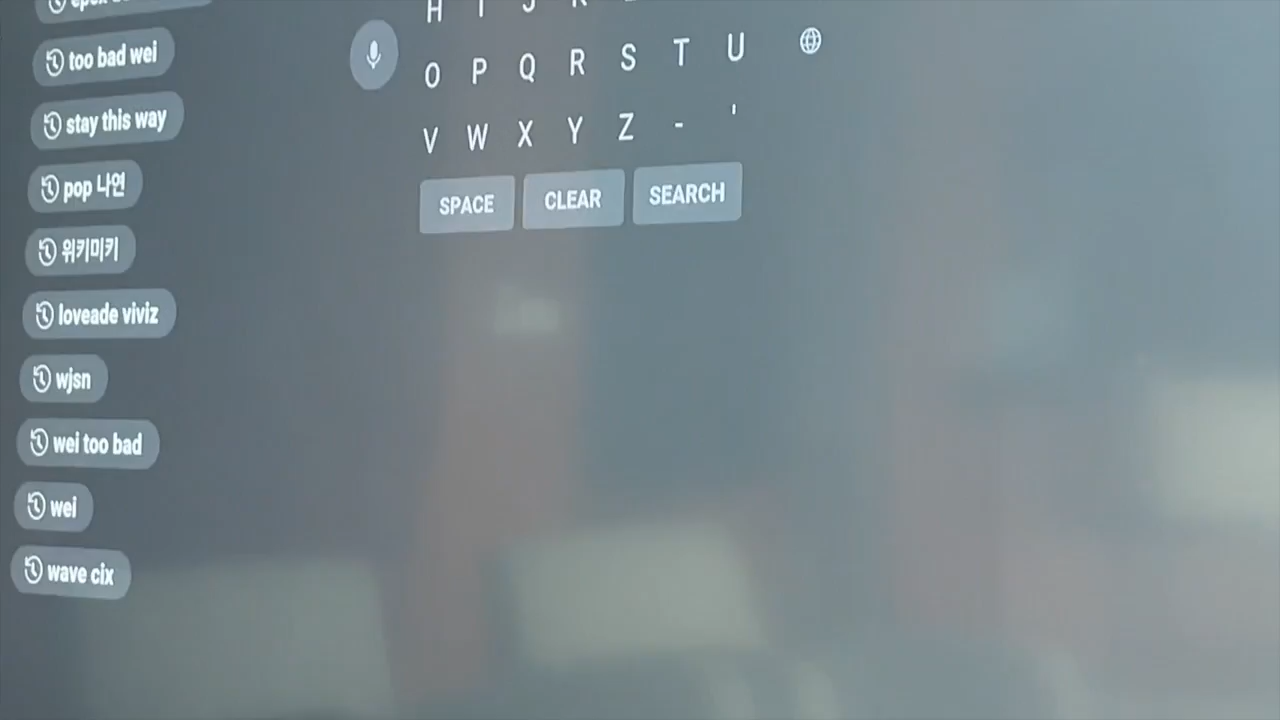 too bad wei
stay this way
pop 나연
위키미키
loveade viviz
wjsn
wei too bad
wei
wave cix
O P Q R S T U
V W X Y Z - '
SPACE CLEAR SEARCH